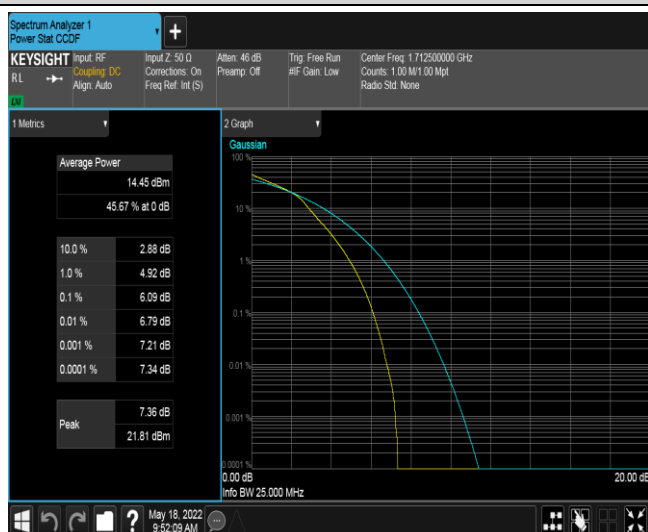 Spectrum Analyzer 1
Power Stat CCDF
+
KEYSIGHT
RL
LXI
Input: RF
Coupling: DC
Align: Auto
Input Z: 50 Ω
Corrections: On
Freq Ref: Int (S)
Atten: 46 dB
Preamp: Off
Trig: Free Run
#IF Gain: Low
Center Freq: 1.712500000 GHz
Counts: 1.00 M/1.00 Mpt
Radio Std: None
1 Metrics
Average Power
14.45 dBm
45.67 % at 0 dB
10.0 % 2.88 dB
1.0 % 4.92 dB
0.1 % 6.09 dB
0.01 % 6.79 dB
0.001 % 7.21 dB
0.0001 % 7.34 dB
Peak
7.36 dB
21.81 dBm
2 Graph
Gaussian
100 %
10 %
1 %
0.1 %
0.01 %
0.001 %
0.0001 %
0.00 dB 20.00 dB
Info BW 25.000 MHz
?
May 18, 2022
9:52:09 AM